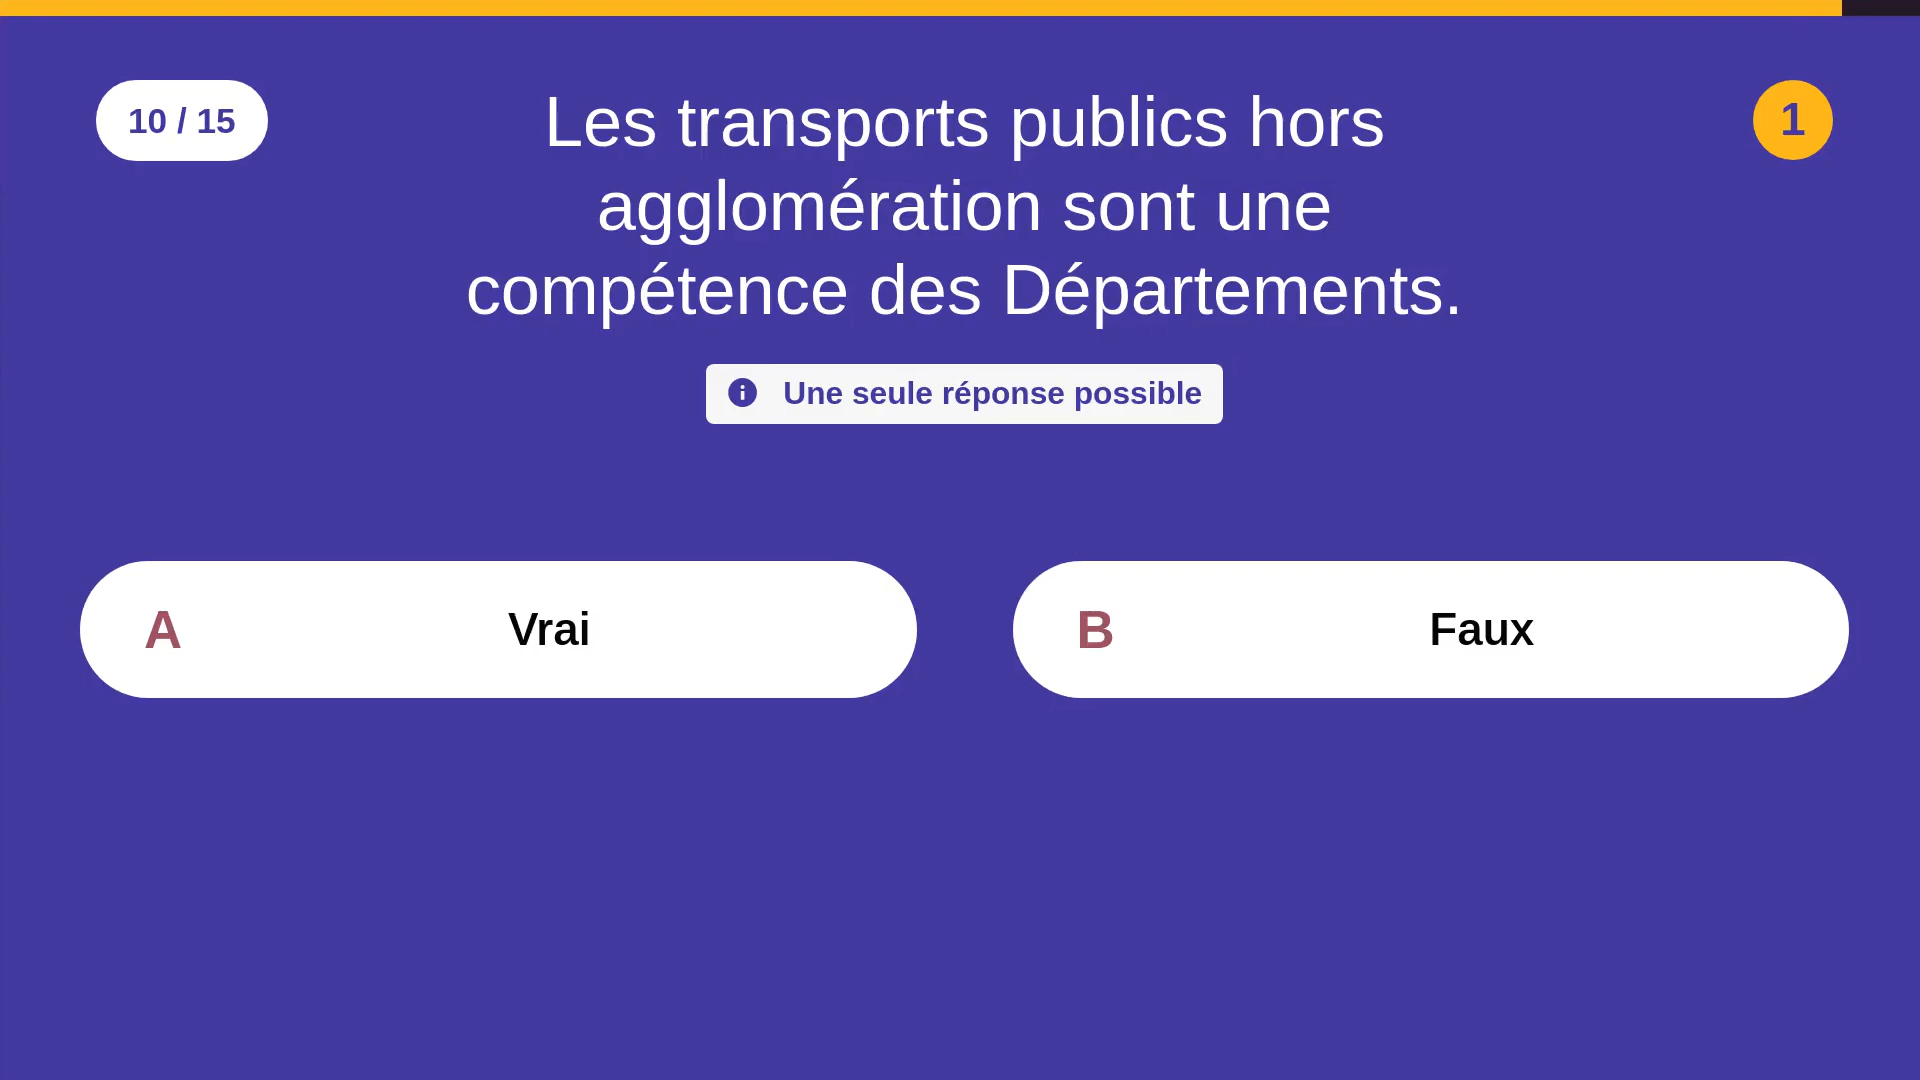 10 / 15
Les transports publics hors
agglomération sont une
compétence des Départements.
1
Une seule réponse possible
A Vrai
B Faux